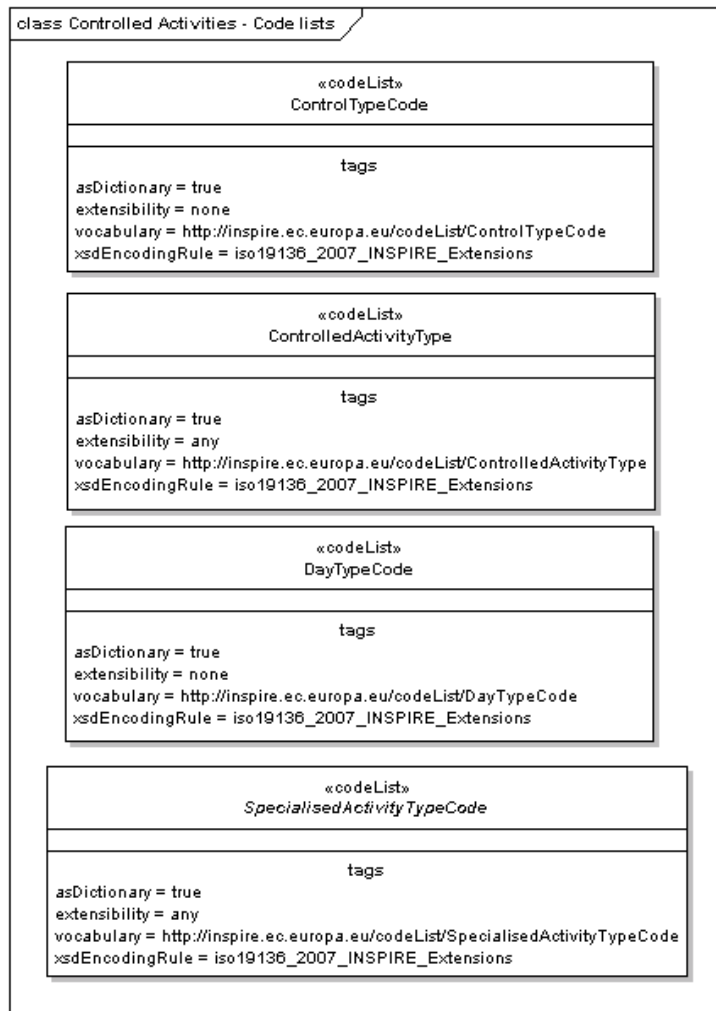 class Controlled Activities - Code lists
«codeList»
ControlTypeCode
tags
asDictionary = true
extensibility = none
vocabulary = http://inspire.ec.europa.eu/codeList/ControlTypeCode
xsdEncodingRule = iso19136_2007_INSPIRE_Extensions
«codeList»
ControlledActivityType
tags
asDictionary = true
extensibility = any
vocabulary = http://inspire.ec.europa.eu/codeList/ControlledActivityType
xsdEncodingRule = iso19136_2007_INSPIRE_Extensions
«codeList»
DayTypeCode
tags
asDictionary = true
extensibility = none
vocabulary = http://inspire.ec.europa.eu/codeList/DayTypeCode
xsdEncodingRule = iso19136_2007_INSPIRE_Extensions
«codeList»
SpecialisedActivityTypeCode
tags
asDictionary = true
extensibility = any
vocabulary = http://inspire.ec.europa.eu/codeList/SpecialisedActivityTypeCode
xsdEncodingRule = iso19136_2007_INSPIRE_Extensions